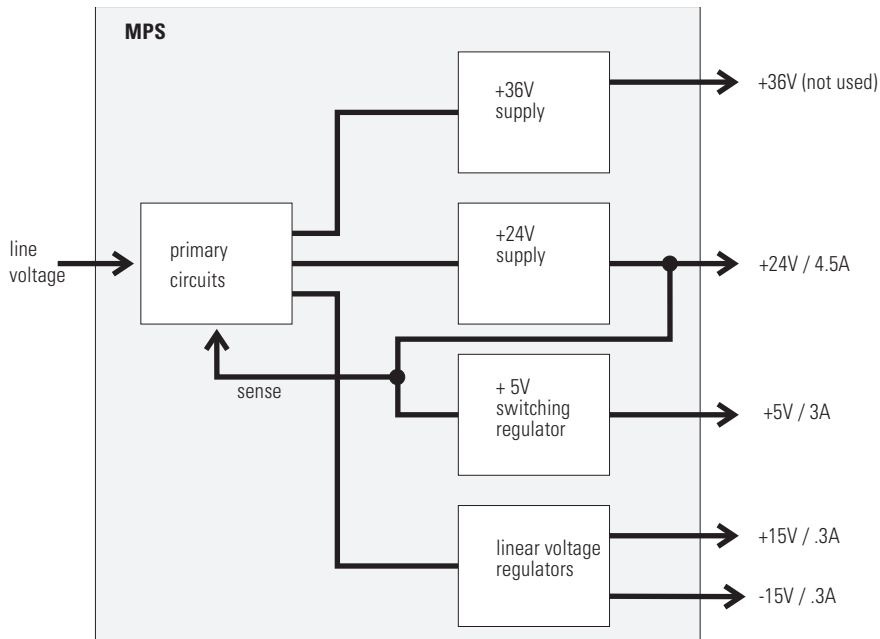 MPS
+36V
supply
+36V (not used)
line
voltage
primary
circuits
+24V
supply
+24V / 4.5A
sense
+ 5V
switching
regulator
+5V / 3A
linear voltage
regulators
+15V / .3A
-15V / .3A